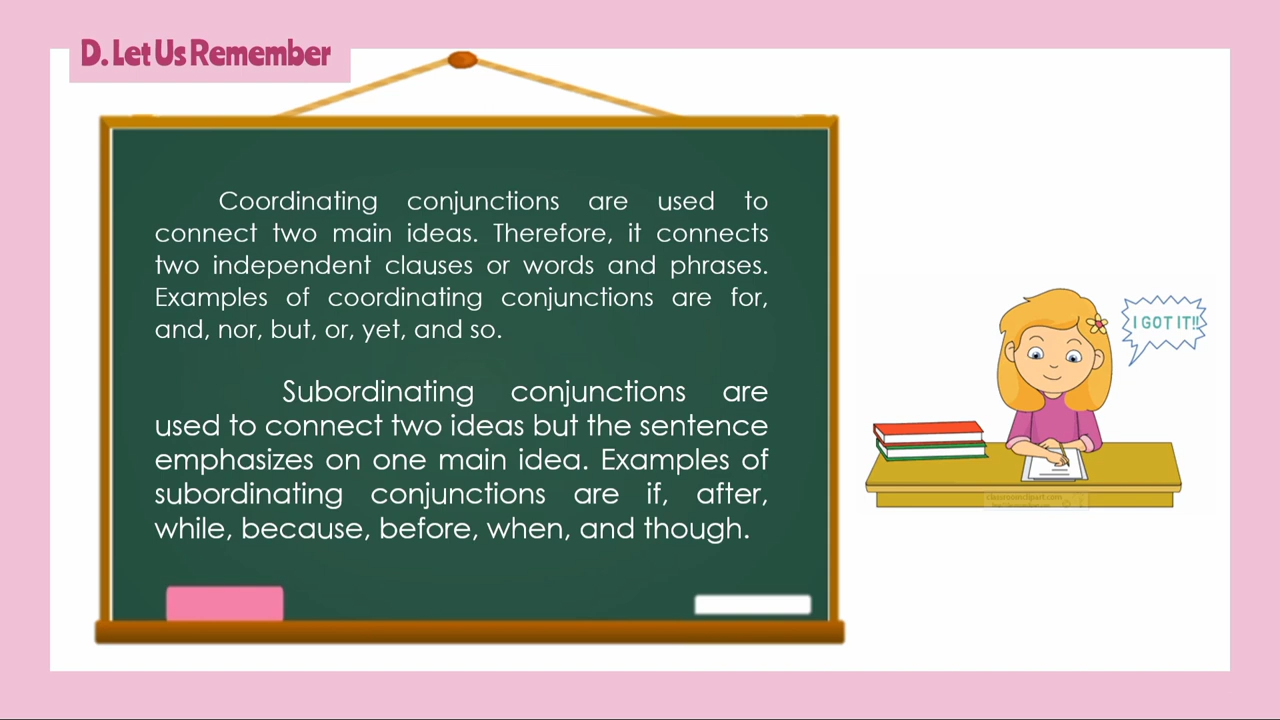 D. Let Us Remember
Coordinating conjunctions are used to
connect two main ideas. Therefore, it connects
two independent clauses or words and phrases.
Examples of coordinating conjunctions are for,
and, nor, but, or, yet, and so.
Subordinating conjunctions are
used to connect two ideas but the sentence
emphasizes on one main idea. Examples of
subordinating conjunctions are if, after,
while, because, before, when, and though.
I GOT IT!!
classroomclipart.com